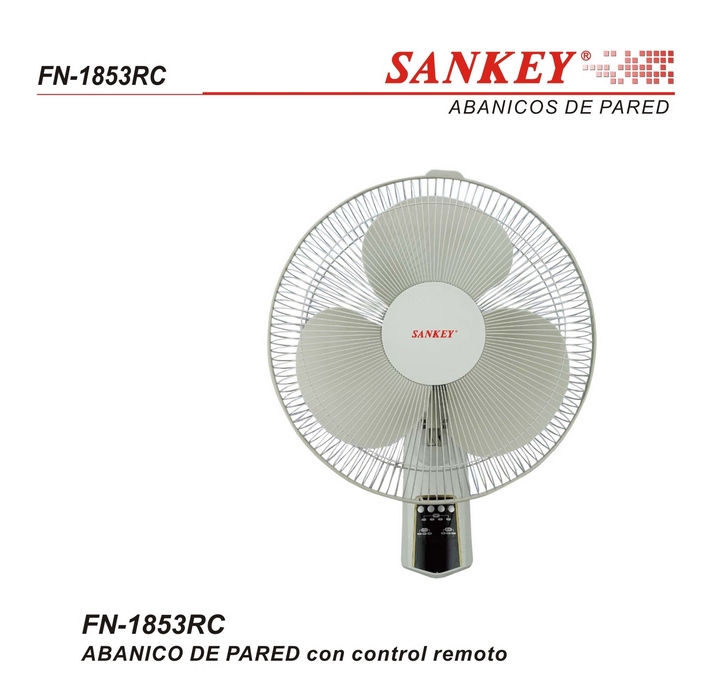 FN-1853RC
SANKEY®
ABANICOS DE PARED
SANKEY®
FN-1853RC
ABANICO DE PARED con control remoto